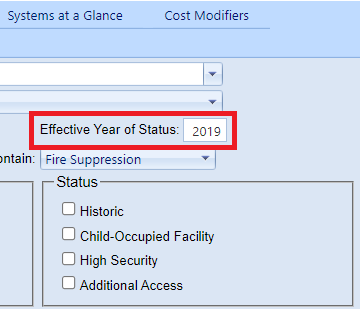 Systems at a Glance Cost Modifiers
Effective Year of Status: 2019
ontain: Fire Suppression
Status
Historic
Child-Occupied Facility
High Security
Additional Access